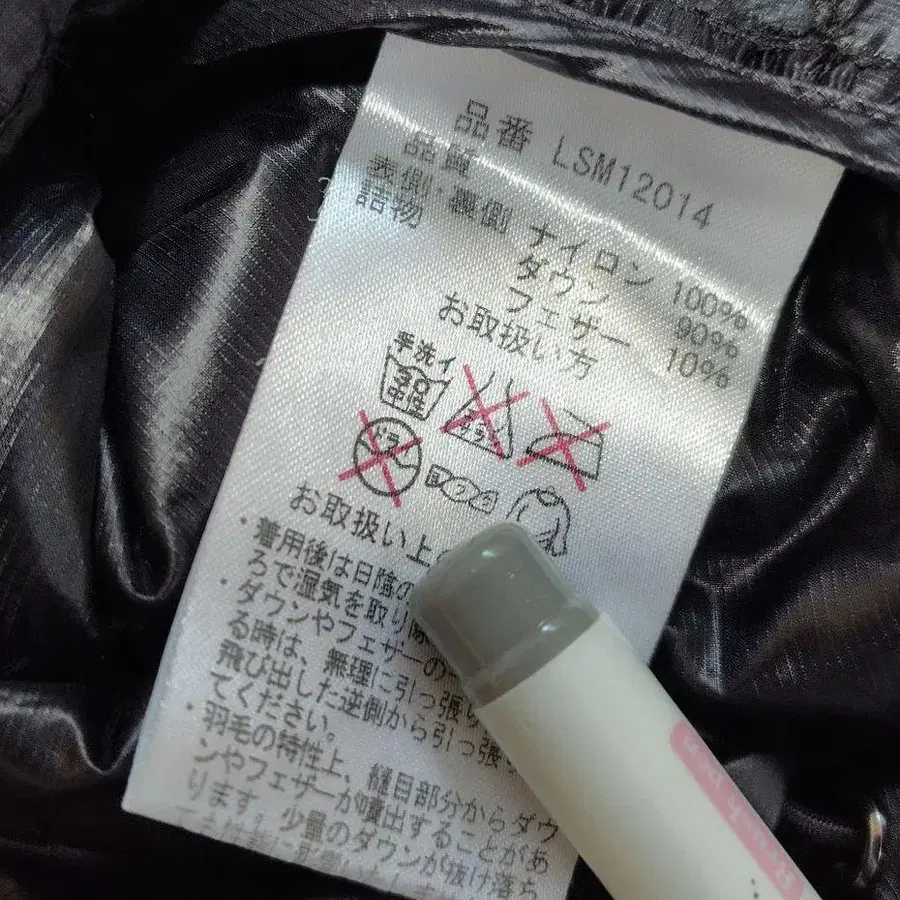 品番 LSM12014
品質
表側:裏側 ナイロン 100%
詰物 ダウン 90%
フェザー 10%
お取扱い方
手洗イ
30
中性
エンソ
ドライ
お取扱い上の
・着用後は日陰の
ろで湿気を取り除
・ダウンやフェザーの
る時は、無理に引っ張ら
飛び出した逆側から引っ張っ
てください。
・羽毛の特性上、縫目部分からダウ
ンやフェザーが噴出することがあ
ります。少量のダウンが抜け落ち